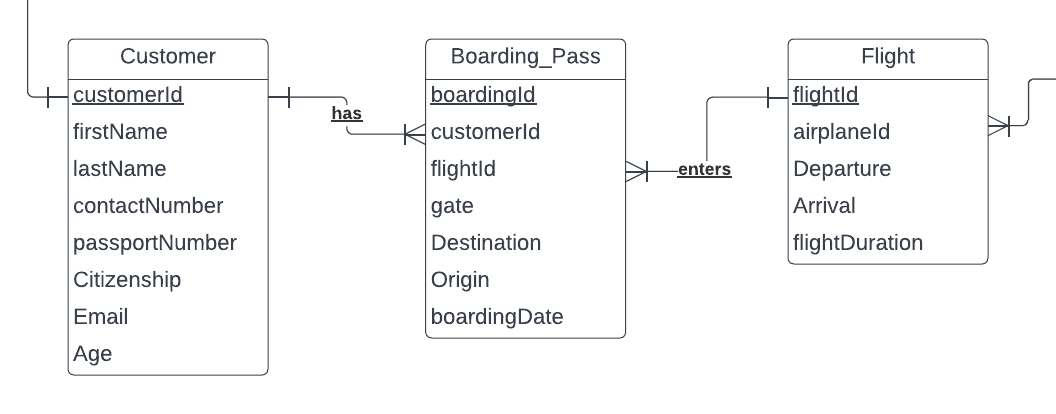 Customer
customerId
firstName
lastName
contactNumber
passportNumber
Citizenship
Email
Age
has
Boarding_Pass
boardingId
customerId
flightId
gate
Destination
Origin
boardingDate
enters
Flight
flightId
airplaneId
Departure
Arrival
flightDuration